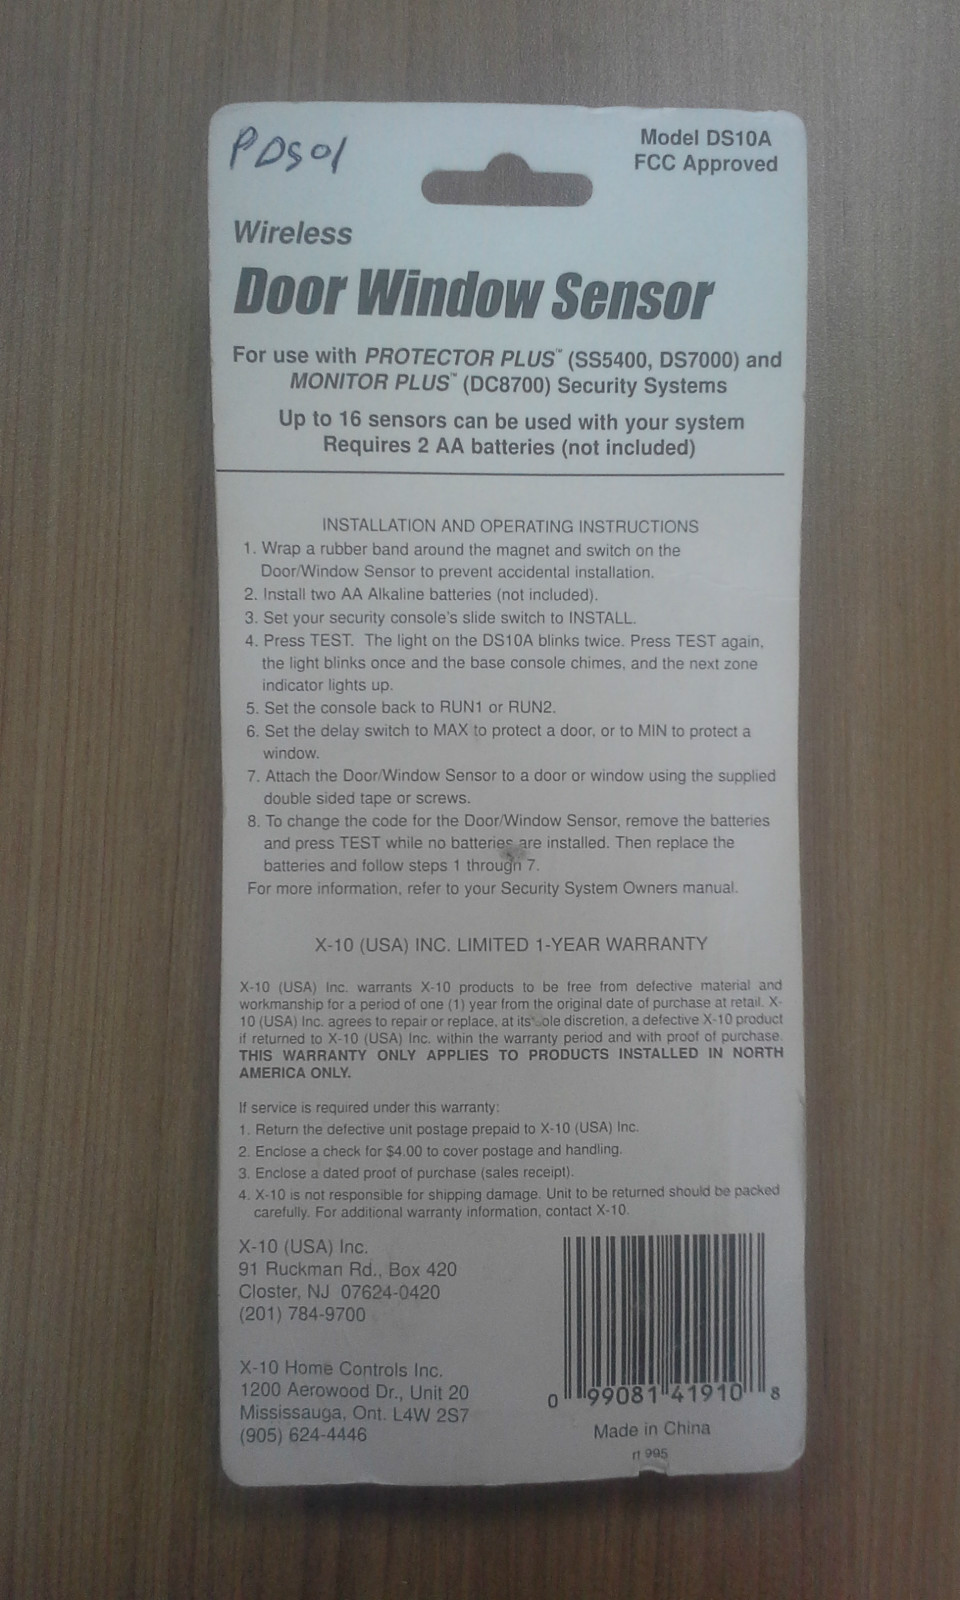 PDS01
Model DS10A
FCC Approved
Wireless
Door Window Sensor
For use with PROTECTOR PLUS™ (SS5400, DS7000) and
MONITOR PLUS™ (DC8700) Security Systems
Up to 16 sensors can be used with your system
Requires 2 AA batteries (not included)
INSTALLATION AND OPERATING INSTRUCTIONS
1. Wrap a rubber band around the magnet and switch on the
Door/Window Sensor to prevent accidental installation.
2. Install two AA Alkaline batteries (not included).
3. Set your security console's slide switch to INSTALL.
4. Press TEST. The light on the DS10A blinks twice. Press TEST again,
the light blinks once and the base console chimes, and the next zone
indicator lights up.
5. Set the console back to RUN1 or RUN2.
6. Set the delay switch to MAX to protect a door, or to MIN to protect a
window.
7. Attach the Door/Window Sensor to a door or window using the supplied
double sided tape or screws.
8. To change the code for the Door/Window Sensor, remove the batteries
and press TEST while no batteries are installed. Then replace the
batteries and follow steps 1 through 7.
For more information, refer to your Security System Owners manual.
X-10 (USA) INC. LIMITED 1-YEAR WARRANTY
X-10 (USA) Inc. warrants X-10 products to be free from defective material and
workmanship for a period of one (1) year from the original date of purchase at retail. X-
10 (USA) Inc. agrees to repair or replace, at its sole discretion, a defective X-10 product
if returned to X-10 (USA) Inc. within the warranty period and with proof of purchase.
THIS WARRANTY ONLY APPLIES TO PRODUCTS INSTALLED IN NORTH
AMERICA ONLY.
If service is required under this warranty:
1. Return the defective unit postage prepaid to X-10 (USA) Inc.
2. Enclose a check for $4.00 to cover postage and handling.
3. Enclose a dated proof of purchase (sales receipt).
4. X-10 is not responsible for shipping damage. Unit to be returned should be packed
carefully. For additional warranty information, contact X-10.
X-10 (USA) Inc.
91 Ruckman Rd., Box 420
Closter, NJ 07624-0420
(201) 784-9700
X-10 Home Controls Inc.
1200 Aerowood Dr., Unit 20
Mississauga, Ont. L4W 2S7
(905) 624-4446
0 99081 41910 8
Made in China
rt 995